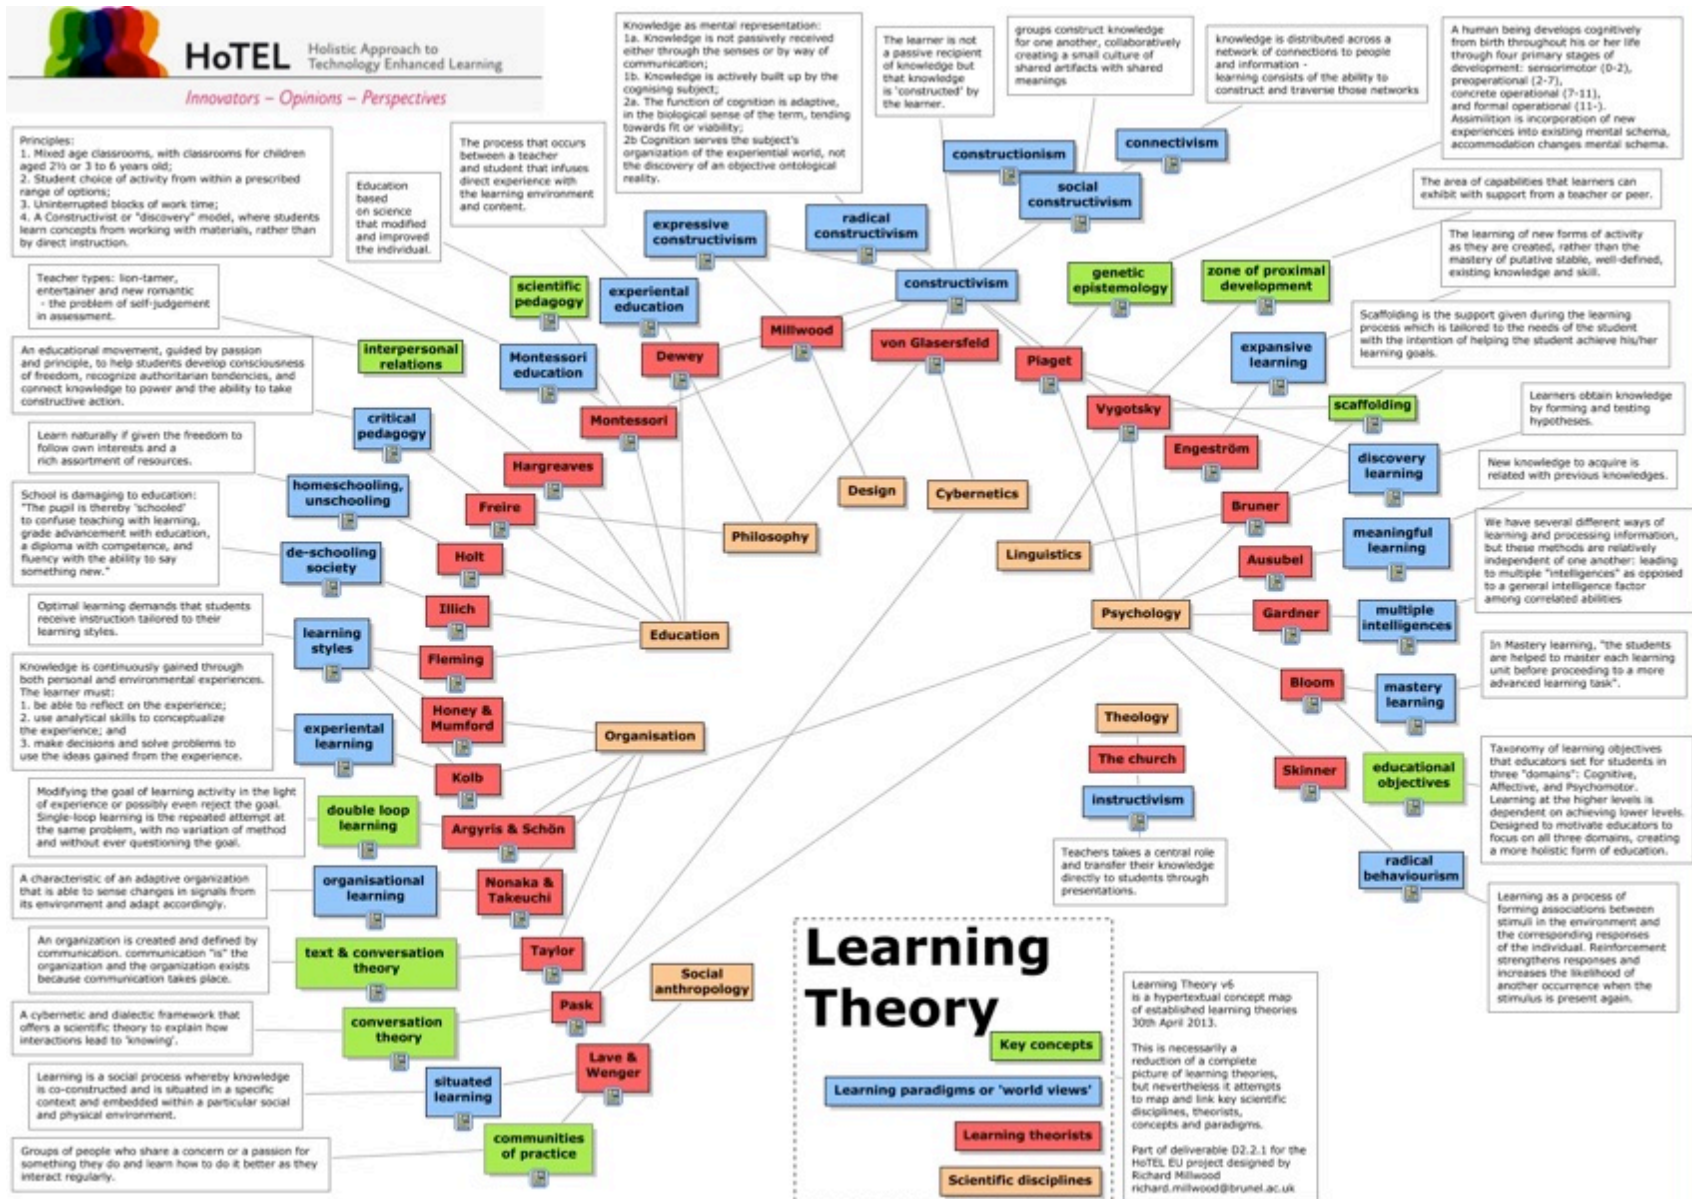 HoTEL
Holistic Approach to
Technology Enhanced Learning
Innovators – Opinions – Perspectives
Principles:
1. Mixed age classrooms, with classrooms for children
aged 2½ or 3 to 6 years old;
2. Student choice of activity from within a prescribed
range of options;
3. Uninterrupted blocks of work time;
4. A Constructivist or "discovery" model, where students
learn concepts from working with materials, rather than
by direct instruction.
Education
based
on science
that modified
and improved
the individual.
The process that occurs
between a teacher
and student that infuses
direct experience with
the learning environment
and content.
Knowledge as mental representation:
1a. Knowledge is not passively received
either through the senses or by way of
communication;
1b. Knowledge is actively built up by the
cognising subject;
2a. The function of cognition is adaptive,
in the biological sense of the term, tending
towards fit or viability;
2b Cognition serves the subject's
organization of the experiential world, not
the discovery of an objective ontological
reality.
The learner is not
a passive recipient
of knowledge but
that knowledge
is 'constructed' by
the learner.
groups construct knowledge
for one another, collaboratively
creating a small culture of
shared artifacts with shared
meanings
knowledge is distributed across a
network of connections to people
and information -
learning consists of the ability to
construct and traverse those networks
A human being develops cognitively
from birth throughout his or her life
through four primary stages of
development: sensorimotor (0-2),
preoperational (2-7),
concrete operational (7-11),
and formal operational (11-).
Assimilition is incorporation of new
experiences into existing mental schema,
accommodation changes mental schema.
The area of capabilities that learners can
exhibit with support from a teacher or peer.
The learning of new forms of activity
as they are created, rather than the
mastery of putative stable, well-defined,
existing knowledge and skill.
Scaffolding is the support given during the learning
process which is tailored to the needs of the student
with the intention of helping the student achieve his/her
learning goals.
Learners obtain knowledge
by forming and testing
hypotheses.
New knowledge to acquire is
related with previous knowledges.
We have several different ways of
learning and processing information,
but these methods are relatively
independent of one another: leading
to multiple "intelligences" as opposed
to a general intelligence factor
among correlated abilities
In Mastery learning, "the students
are helped to master each learning
unit before proceeding to a more
advanced learning task".
Taxonomy of learning objectives
that educators set for students in
three "domains": Cognitive,
Affective, and Psychomotor.
Learning at the higher levels is
dependent on achieving lower levels.
Designed to motivate educators to
focus on all three domains, creating
a more holistic form of education.
Learning as a process of
forming associations between
stimuli in the environment and
the corresponding responses
of the individual. Reinforcement
strengthens responses and
increases the likelihood of
another occurrence when the
stimulus is present again.
Teacher types: lion-tamer,
entertainer and new romantic
- the problem of self-judgement
in assessment.
An educational movement, guided by passion
and principle, to help students develop consciousness
of freedom, recognize authoritarian tendencies, and
connect knowledge to power and the ability to take
constructive action.
Learn naturally if given the freedom to
follow own interests and a
rich assortment of resources.
School is damaging to education:
"The pupil is thereby 'schooled'
to confuse teaching with learning,
grade advancement with education,
a diploma with competence, and
fluency with the ability to say
something new."
Optimal learning demands that students
receive instruction tailored to their
learning styles.
Knowledge is continuously gained through
both personal and environmental experiences.
The learner must:
1. be able to reflect on the experience;
2. use analytical skills to conceptualize
the experience; and
3. make decisions and solve problems to
use the ideas gained from the experience.
Modifying the goal of learning activity in the light
of experience or possibly even reject the goal.
Single-loop learning is the repeated attempt at
the same problem, with no variation of method
and without ever questioning the goal.
A characteristic of an adaptive organization
that is able to sense changes in signals from
its environment and adapt accordingly.
An organization is created and defined by
communication. communication "is" the
organization and the organization exists
because communication takes place.
A cybernetic and dialectic framework that
offers a scientific theory to explain how
interactions lead to 'knowing'.
Learning is a social process whereby knowledge
is co-constructed and is situated in a specific
context and embedded within a particular social
and physical environment.
Groups of people who share a concern or a passion for
something they do and learn how to do it better as they
interact regularly.
constructionism
connectivism
social
constructivism
expressive
constructivism
radical
constructivism
constructivism
scientific
pedagogy
experiental
education
genetic
epistemology
zone of proximal
development
interpersonal
relations
Montessori
education
Dewey
Millwood
von Glasersfeld
Piaget
expansive
learning
critical
pedagogy
Montessori
Vygotsky
scaffolding
Hargreaves
Engeström
discovery
learning
homeschooling,
unschooling
Freire
Design
Cybernetics
Bruner
Philosophy
Linguistics
meaningful
learning
de-schooling
society
Holt
Ausubel
Illich
Psychology
Gardner
multiple
intelligences
learning
styles
Education
Fleming
Bloom
mastery
learning
Honey &
Mumford
Theology
experiental
learning
Organisation
The church
Skinner
educational
objectives
Kolb
instructivism
double loop
learning
Argyris & Schön
Teachers takes a central role
and transfer their knowledge
directly to students through
presentations.
radical
behaviourism
organisational
learning
Nonaka &
Takeuchi
text & conversation
theory
Taylor
Social
anthropology
Pask
conversation
theory
Lave &
Wenger
situated
learning
communities
of practice
Learning
Theory
Key concepts
Learning paradigms or 'world views'
Learning theorists
Scientific disciplines
Learning Theory v6
is a hypertextual concept map
of established learning theories
30th April 2013.
This is necessarily a
reduction of a complete
picture of learning theories,
but nevertheless it attempts
to map and link key scientific
disciplines, theorists,
concepts and paradigms.
Part of deliverable D2.2.1 for the
HoTEL EU project designed by
Richard Millwood
richard.millwood@brunel.ac.uk